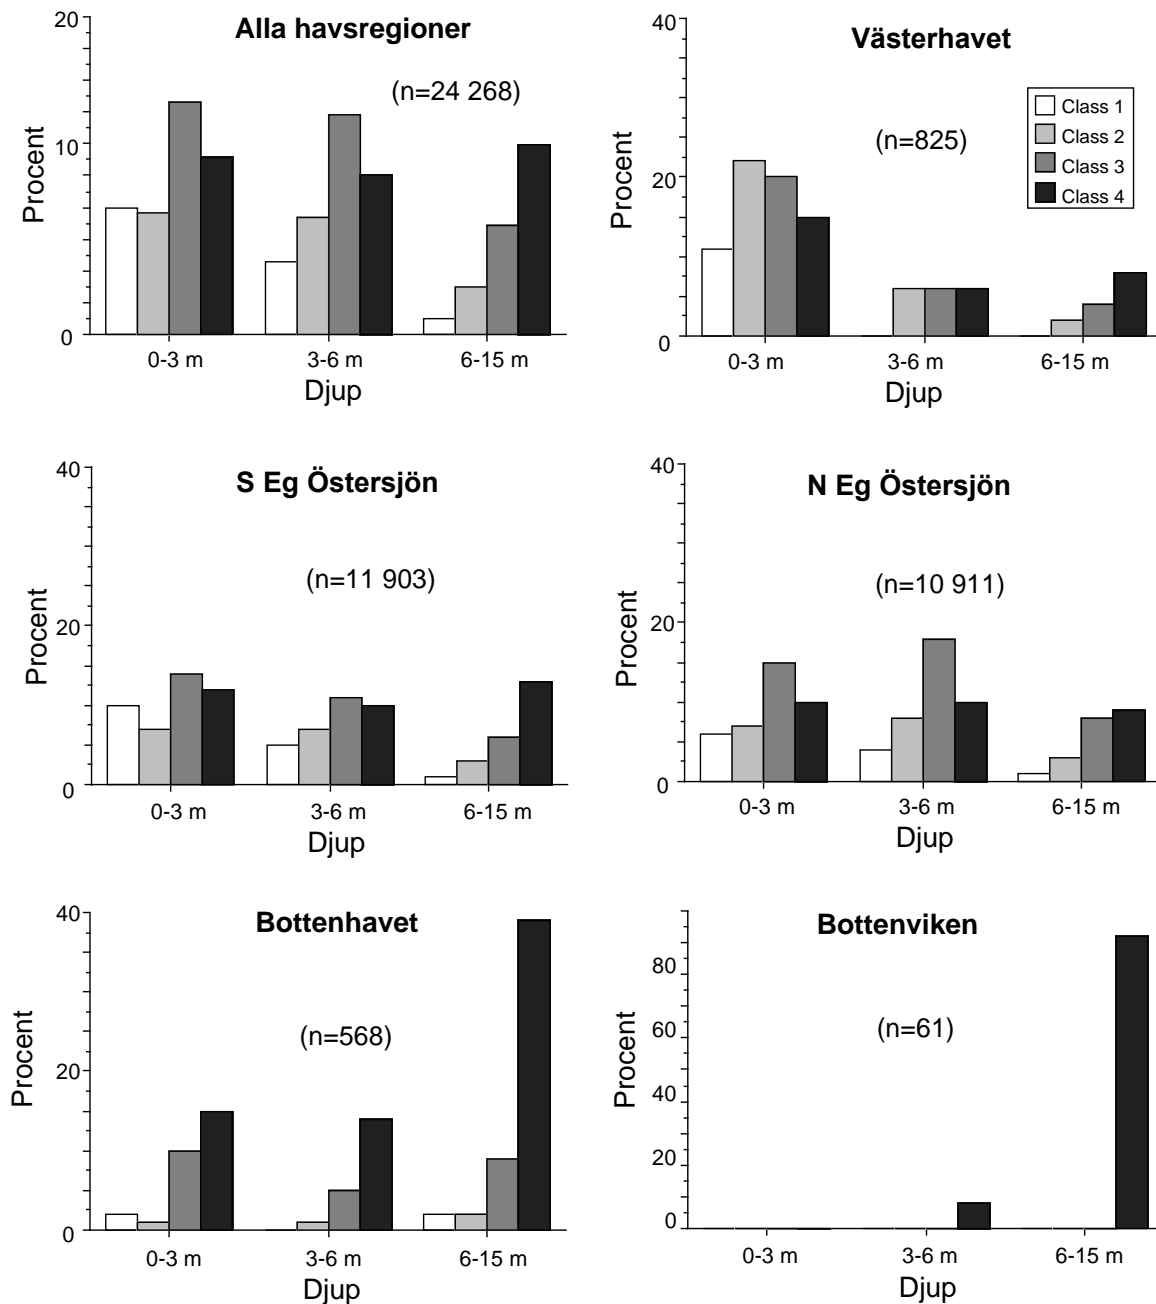 Alla havsregioner
(n=24 268)
Procent
20
10
0
0-3 m 3-6 m 6-15 m
Djup
Västerhavet
(n=825)
Class 1
Class 2
Class 3
Class 4
Procent
40
20
0
0-3 m 3-6 m 6-15 m
Djup
S Eg Östersjön
(n=11 903)
Procent
40
20
0
0-3 m 3-6 m 6-15 m
Djup
N Eg Östersjön
(n=10 911)
Procent
40
20
0
0-3 m 3-6 m 6-15 m
Djup
Bottenhavet
(n=568)
Procent
40
20
0
0-3 m 3-6 m 6-15 m
Djup
Bottenviken
(n=61)
Procent
80
60
40
20
0
0-3 m 3-6 m 6-15 m
Djup